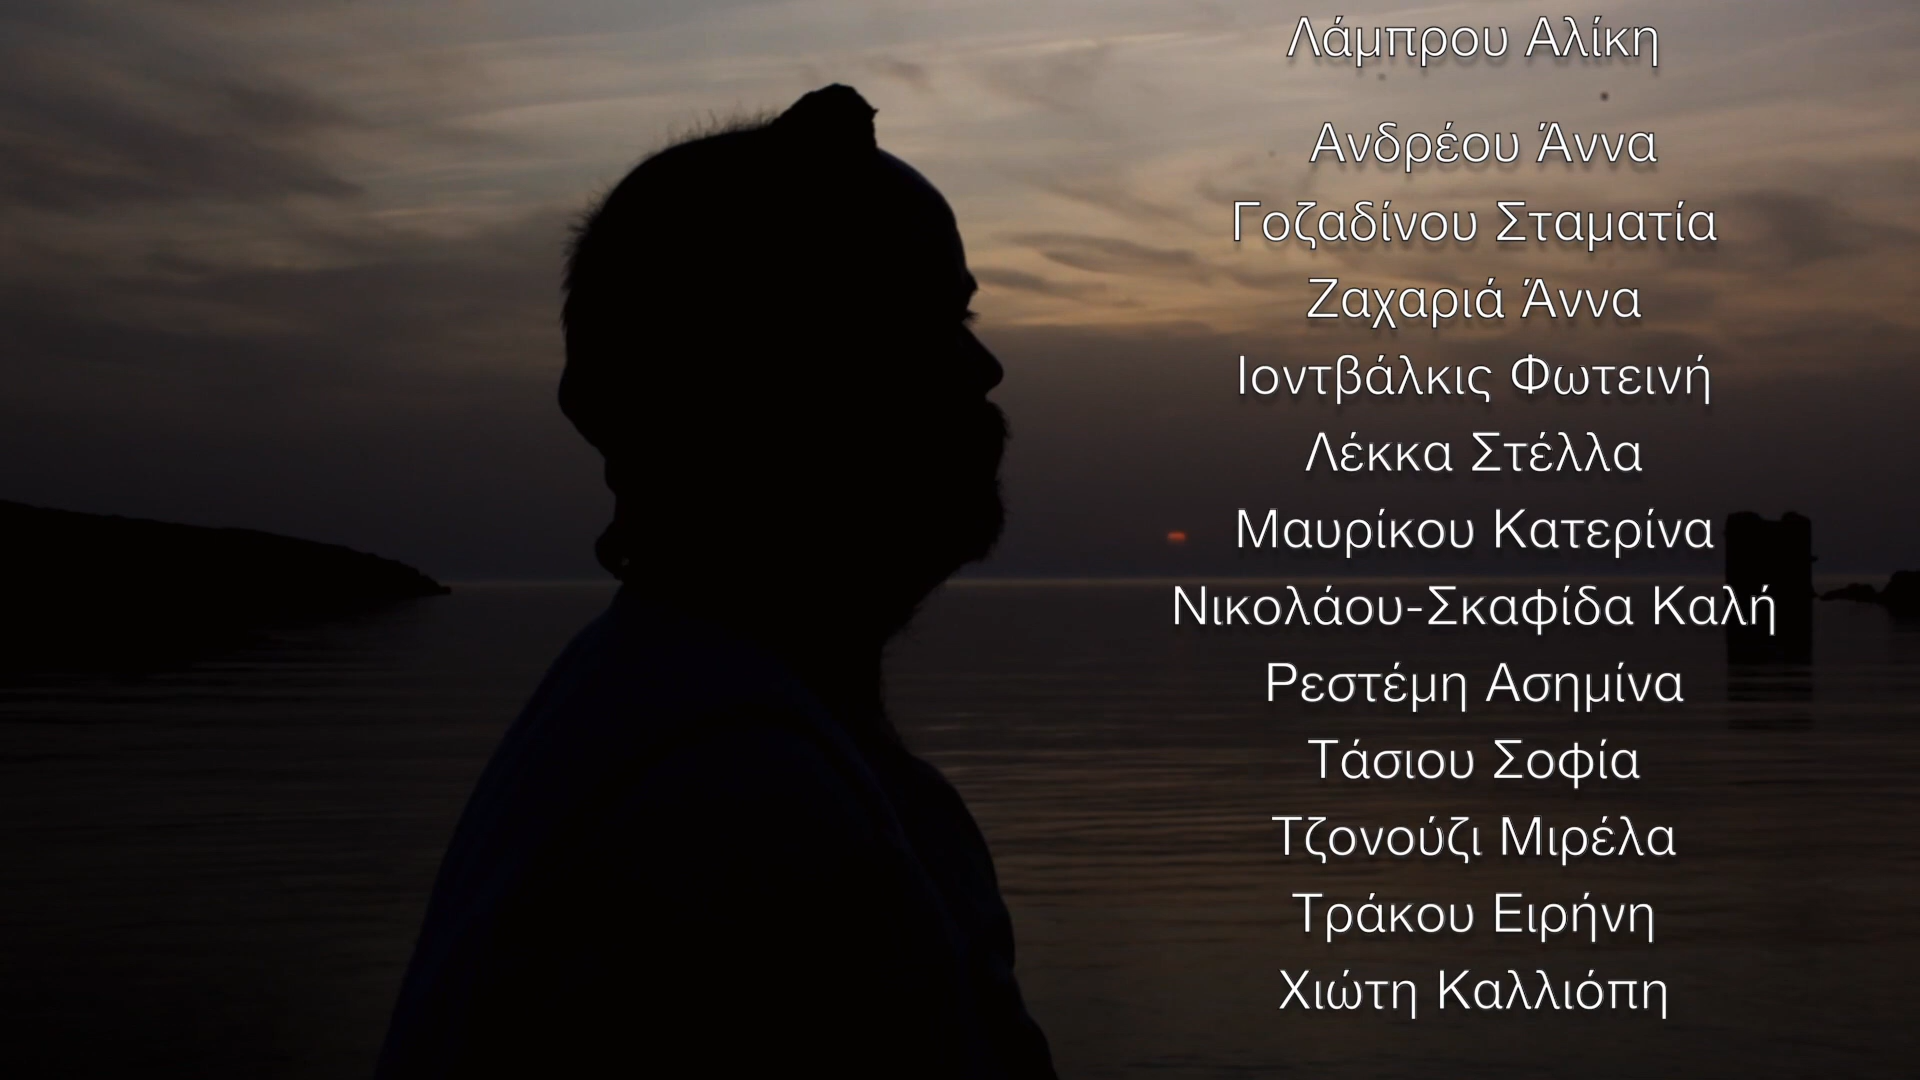 Λάμπρου Αλίκη
Ανδρέου Άννα
Γοζαδίνου Σταματία
Ζαχαριά Άννα
Ιοντβάλκις Φωτεινή
Λέκκα Στέλλα
Μαυρίκου Κατερίνα
Νικολάου-Σκαφίδα Καλή
Ρεστέμη Ασημίνα
Τάσιου Σοφία
Τζονούζι Μιρέλα
Τράκου Ειρήνη
Χιώτη Καλλιόπη